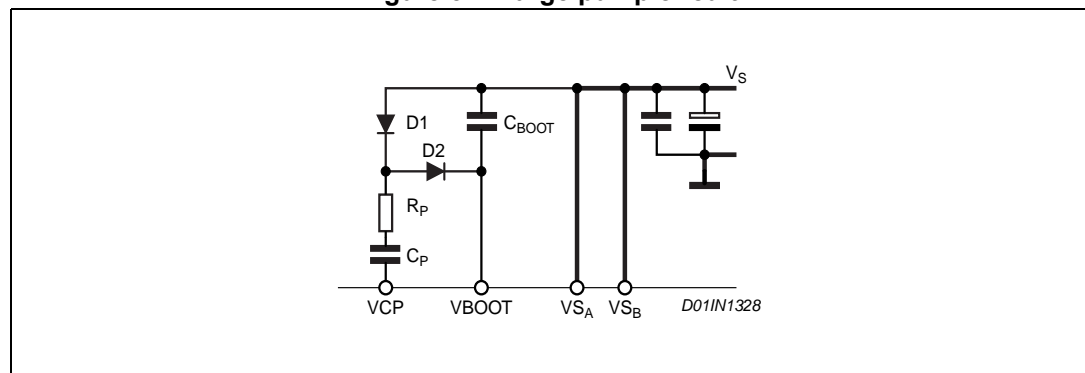 V_S
D1
C_BOOT
D2
R_P
C_P
VCP VBOOT VS_A VS_B D01IN1328